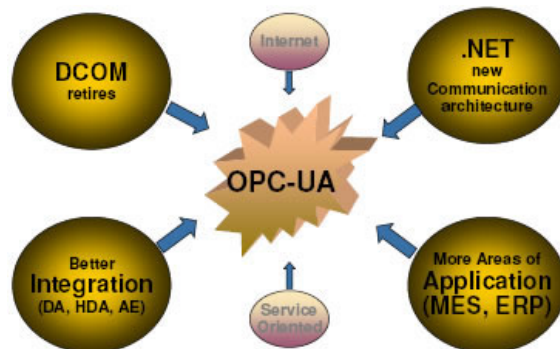 DCOM
retires
Internet
.NET
new
Communication
architecture
OPC-UA
Better
Integration
(DA, HDA, AE)
Service
Oriented
More Areas of
Application
(MES, ERP)